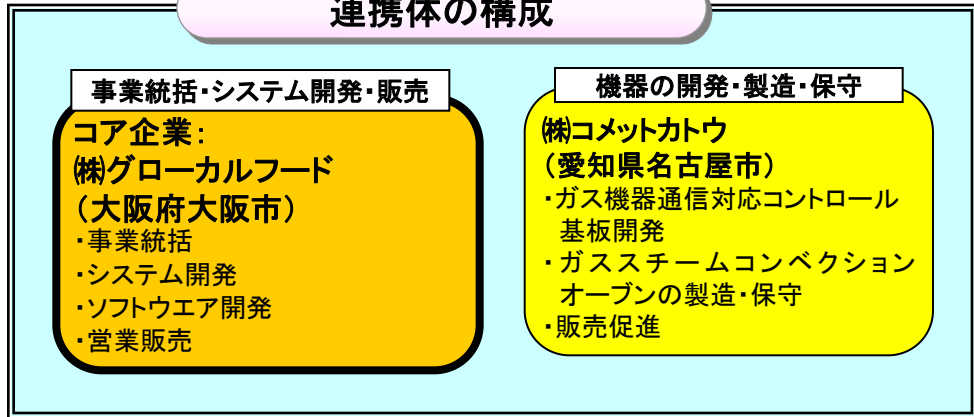 連携体の構成
事業統括・システム開発・販売
コア企業：
㈱グローカルフード
（大阪府大阪市）
・事業統括
・システム開発
・ソフトウエア開発
・営業販売
機器の開発・製造・保守
㈱コメットカトウ
（愛知県名古屋市）
・ガス機器通信対応コントロール
基板開発
・ガススチームコンベクション
オーブンの製造・保守
・販売促進